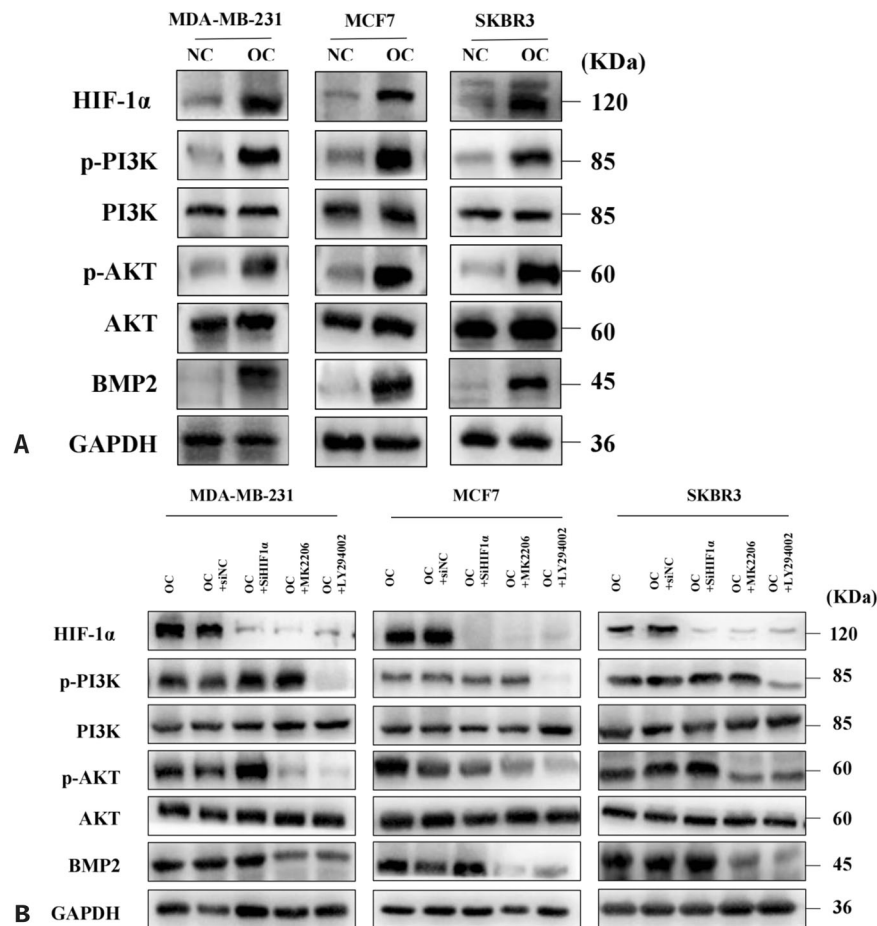 MDA-MB-231 MCF7 SKBR3
NC OC NC OC NC OC (KDa)
HIF-1α 120
p-PI3K 85
PI3K 85
p-AKT 60
AKT 60
BMP2 45
A GAPDH 36
MDA-MB-231 MCF7 SKBR3
OC OC +siNC OC +SiHIF1α OC +MK2206 OC +LY294002 OC OC +siNC OC +SiHIF1α OC +MK2206 OC +LY294002 OC OC +siNC OC +SiHIF1α OC +MK2206 OC +LY294002
(KDa)
HIF-1α 120
p-PI3K 85
PI3K 85
p-AKT 60
AKT 60
BMP2 45
B GAPDH 36